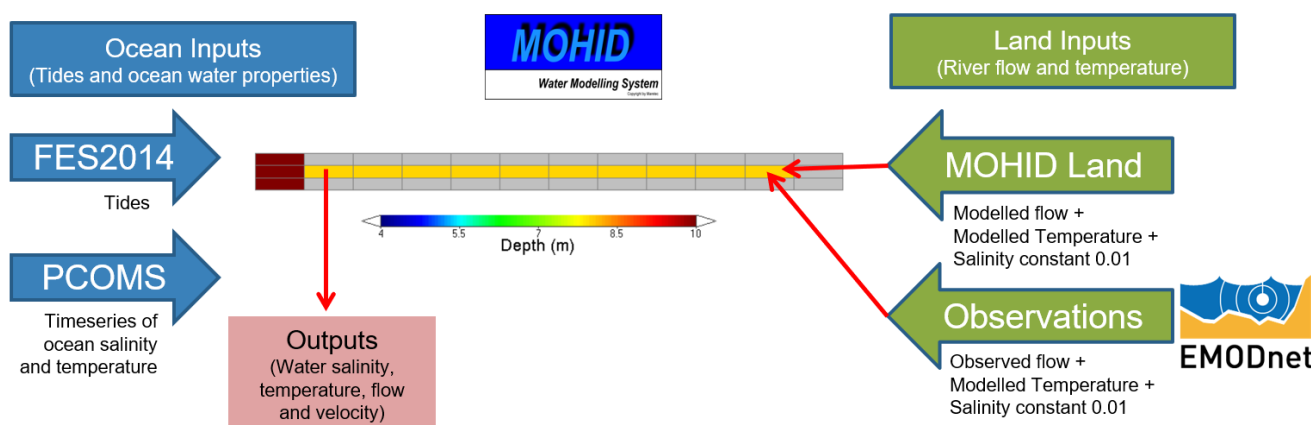 Ocean Inputs
(Tides and ocean water properties)
FES2014
Tides
PCOMS
Timeseries of
ocean salinity
and temperature
MOHID
Water Modelling System
Copyright by Maretec
4
5.5
7
8.5
10
Depth (m)
Outputs
(Water salinity,
temperature, flow
and velocity)
Land Inputs
(River flow and temperature)
MOHID Land
Modelled flow +
Modelled Temperature +
Salinity constant 0.01
Observations
Observed flow +
Modelled Temperature +
Salinity constant 0.01
EMODnet